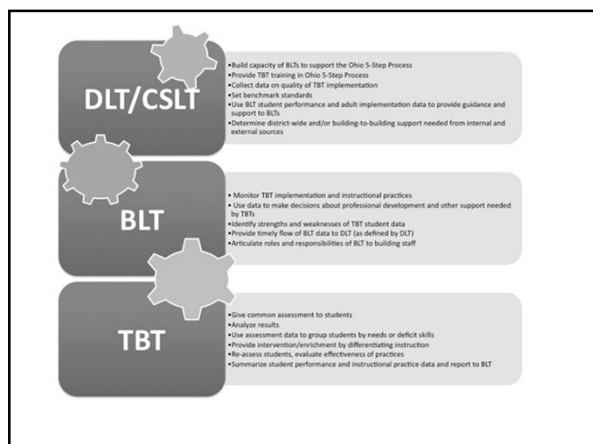 DLT/CSLT
•Build capacity of BLTs to support the Ohio 5-Step Process
•Provide TBT training in Ohio 5-Step Process
•Collect data on quality of TBT implementation
•Set benchmark standards
•Use BLT student performance and adult implementation data to provide guidance and
support to BLTs
•Determine district-wide and/or building-to-building support needed from internal and
external sources
BLT
• Monitor TBT implementation and instructional practices
• Use data to make decisions about professional development and other support needed
by TBTs
•Identify strengths and weaknesses of TBT student data
•Provide timely flow of BLT data to DLT (as defined by DLT)
•Articulate roles and responsibilities of BLT to building staff
TBT
•Give common assessment to students
•Analyze results
•Use assessment data to group students by needs or deficit skills
•Provide intervention/enrichment by differentiating instruction
•Re-assess students, evaluate effectiveness of practices
•Summarize student performance and instructional practice data and report to BLT